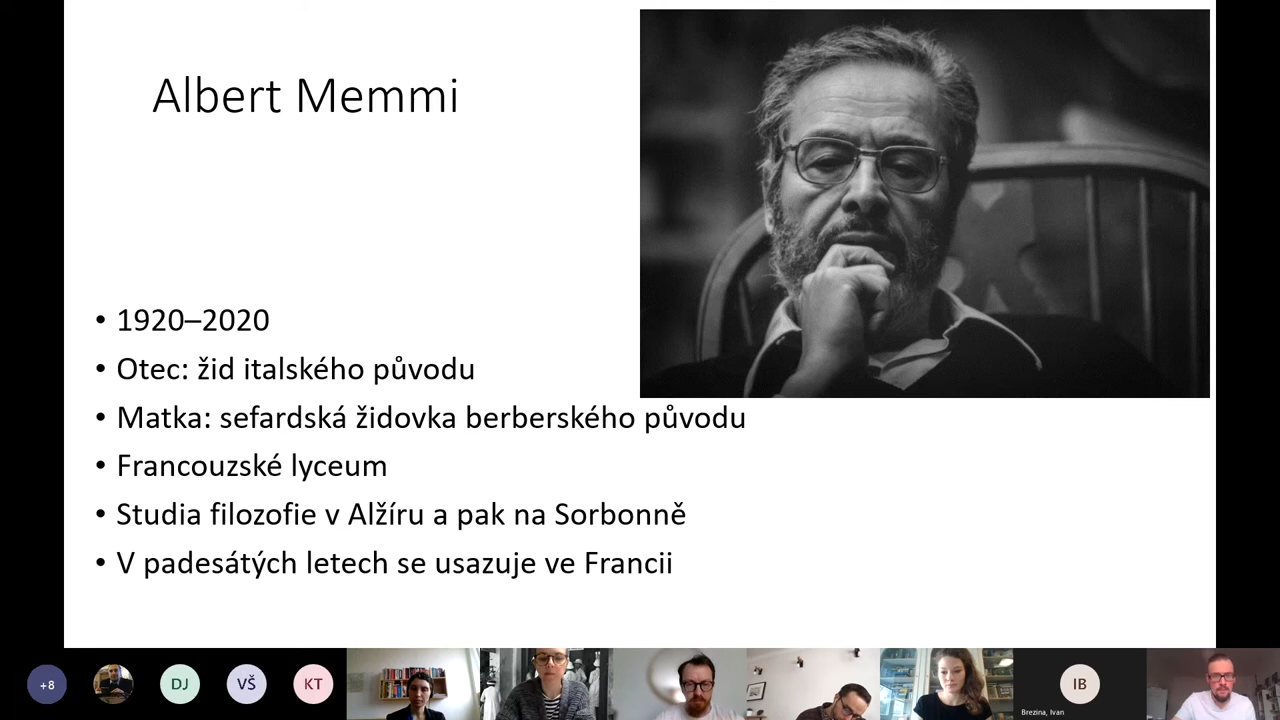 Albert Memmi
• 1920–2020
• Otec: žid italského původu
• Matka: sefardská židovka berberského původu
• Francouzské lyceum
• Studia filozofie v Alžíru a pak na Sorbonně
• V padesátých letech se usazuje ve Francii
+8
DJ
VŠ
KT
IB
Brezina, Ivan